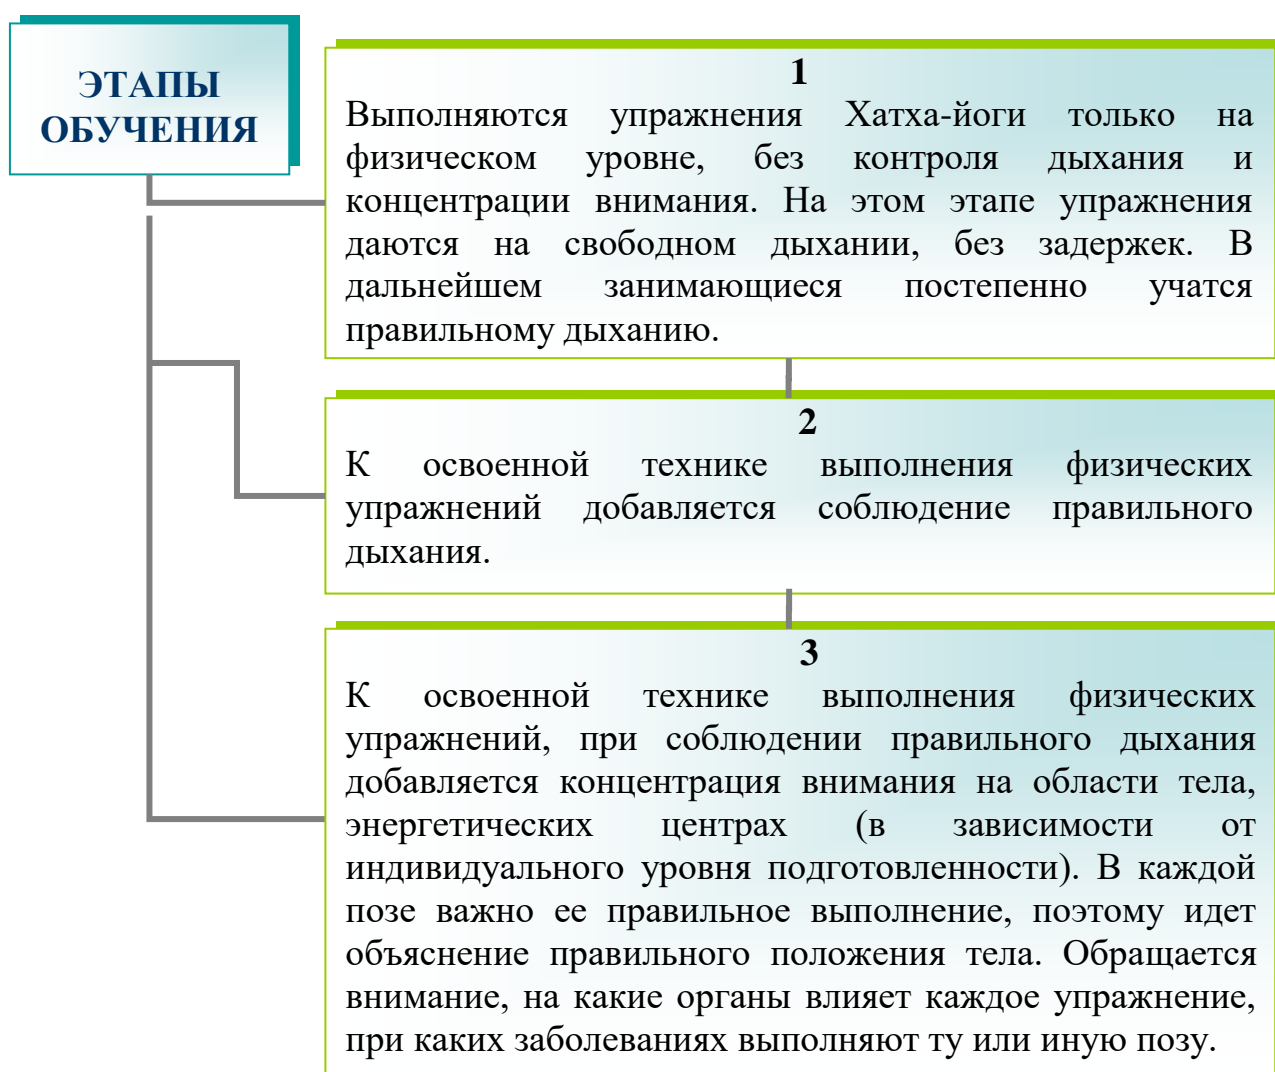 ЭТАПЫ
ОБУЧЕНИЯ
1
Выполняются упражнения Хатха-йоги только на
физическом уровне, без контроля дыхания и
концентрации внимания. На этом этапе упражнения
даются на свободном дыхании, без задержек. В
дальнейшем занимающиеся постепенно учатся
правильному дыханию.
2
К освоенной технике выполнения физических
упражнений добавляется соблюдение правильного
дыхания.
3
К освоенной технике выполнения физических
упражнений, при соблюдении правильного дыхания
добавляется концентрация внимания на области тела,
энергетических центрах (в зависимости от
индивидуального уровня подготовленности). В каждой
позе важно ее правильное выполнение, поэтому идет
объяснение правильного положения тела. Обращается
внимание, на какие органы влияет каждое упражнение,
при каких заболеваниях выполняют ту или иную позу.